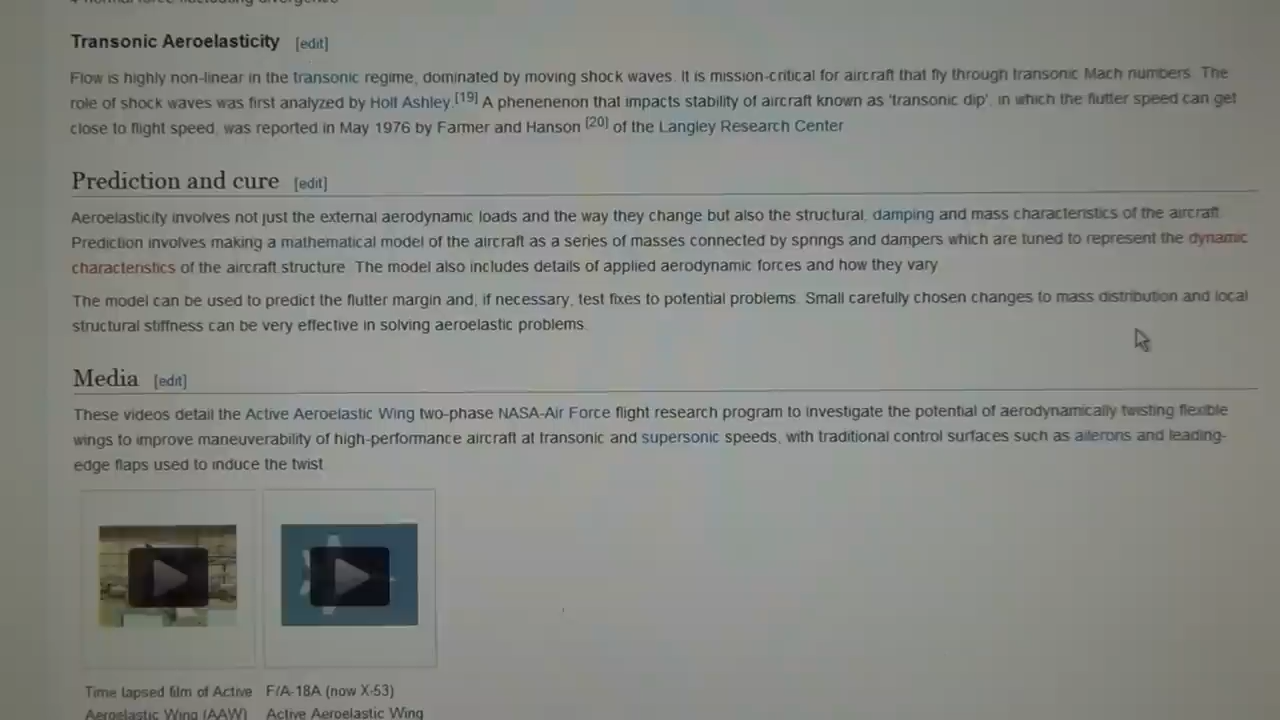 Transonic Aeroelasticity [edit]
Flow is highly non-linear in the transonic regime, dominated by moving shock waves. It is mission-critical for aircraft that fly through transonic Mach numbers. The
role of shock waves was first analyzed by Holt Ashley.[19] A phenenenon that impacts stability of aircraft known as 'transonic dip', in which the flutter speed can get
close to flight speed, was reported in May 1976 by Farmer and Hanson [20] of the Langley Research Center
Prediction and cure [edit]
Aeroelasticity involves not just the external aerodynamic loads and the way they change but also the structural, damping and mass characteristics of the aircraft.
Prediction involves making a mathematical model of the aircraft as a series of masses connected by springs and dampers which are tuned to represent the dynamic
characteristics of the aircraft structure. The model also includes details of applied aerodynamic forces and how they vary
The model can be used to predict the flutter margin and, if necessary, test fixes to potential problems. Small carefully chosen changes to mass distribution and local
structural stiffness can be very effective in solving aeroelastic problems.
Media [edit]
These videos detail the Active Aeroelastic Wing two-phase NASA-Air Force flight research program to investigate the potential of aerodynamically twisting flexible
wings to improve maneuverability of high-performance aircraft at transonic and supersonic speeds, with traditional control surfaces such as ailerons and leading-
edge flaps used to induce the twist
Time lapsed film of Active
Aeroelastic Wing (AAW)
F/A-18A (now X-53)
Active Aeroelastic Wing